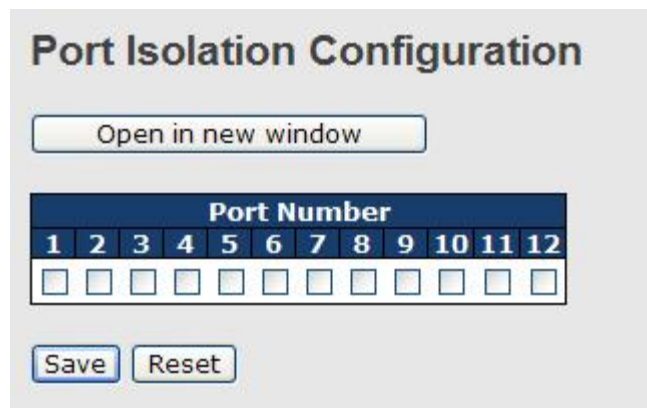 Port Isolation Configuration
Open in new window
Port Number
1 2 3 4 5 6 7 8 9 10 11 12
Save Reset